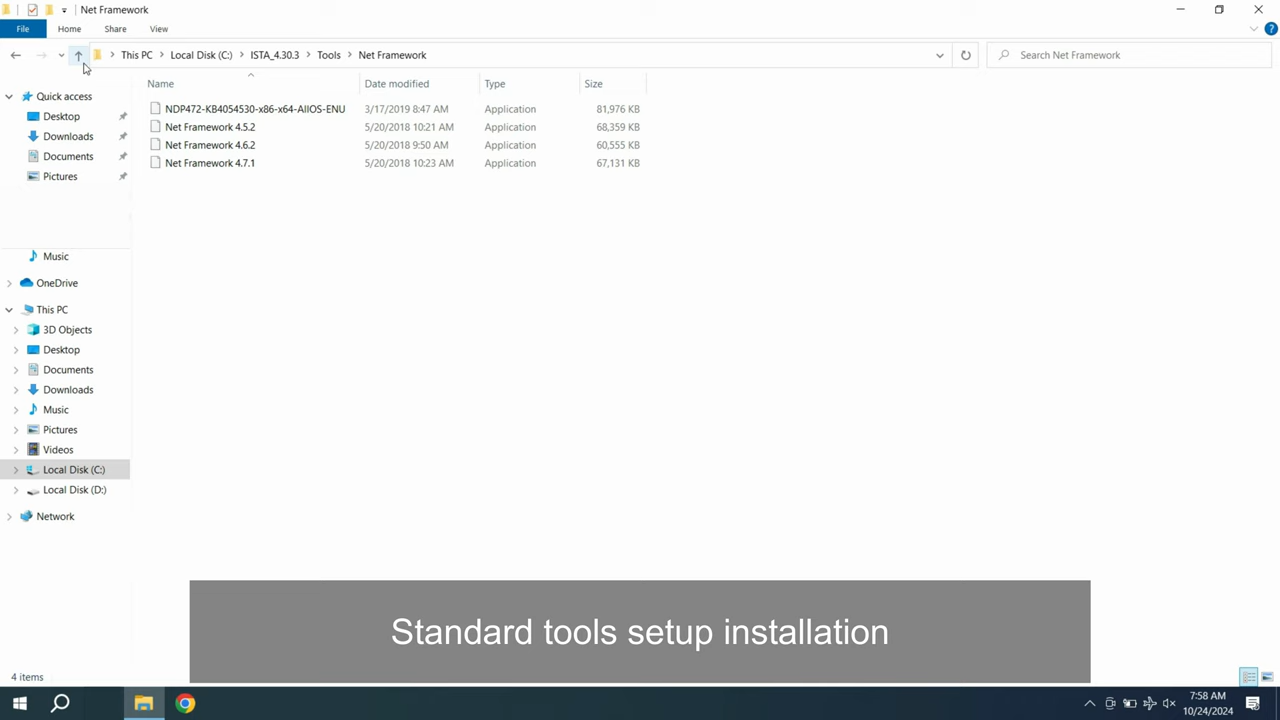 Net Framework
File
Home
Share
View
This PC
Local Disk (C:)
ISTA_4.30.3
Tools
Net Framework
Search Net Framework
Name
Date modified
Type
Size
NDP472-KB4054530-x86-x64-AllOS-ENU 3/17/2019 8:47 AM Application 81,976 KB
Net Framework 4.5.2 5/20/2018 10:21 AM Application 68,359 KB
Net Framework 4.6.2 5/20/2018 9:50 AM Application 60,555 KB
Net Framework 4.7.1 5/20/2018 10:23 AM Application 67,131 KB
Quick access
Desktop
Downloads
Documents
Pictures
Music
OneDrive
This PC
3D Objects
Desktop
Documents
Downloads
Music
Pictures
Videos
Local Disk (C:)
Local Disk (D:)
Network
Standard tools setup installation
4 items
7:58 AM
10/24/2024